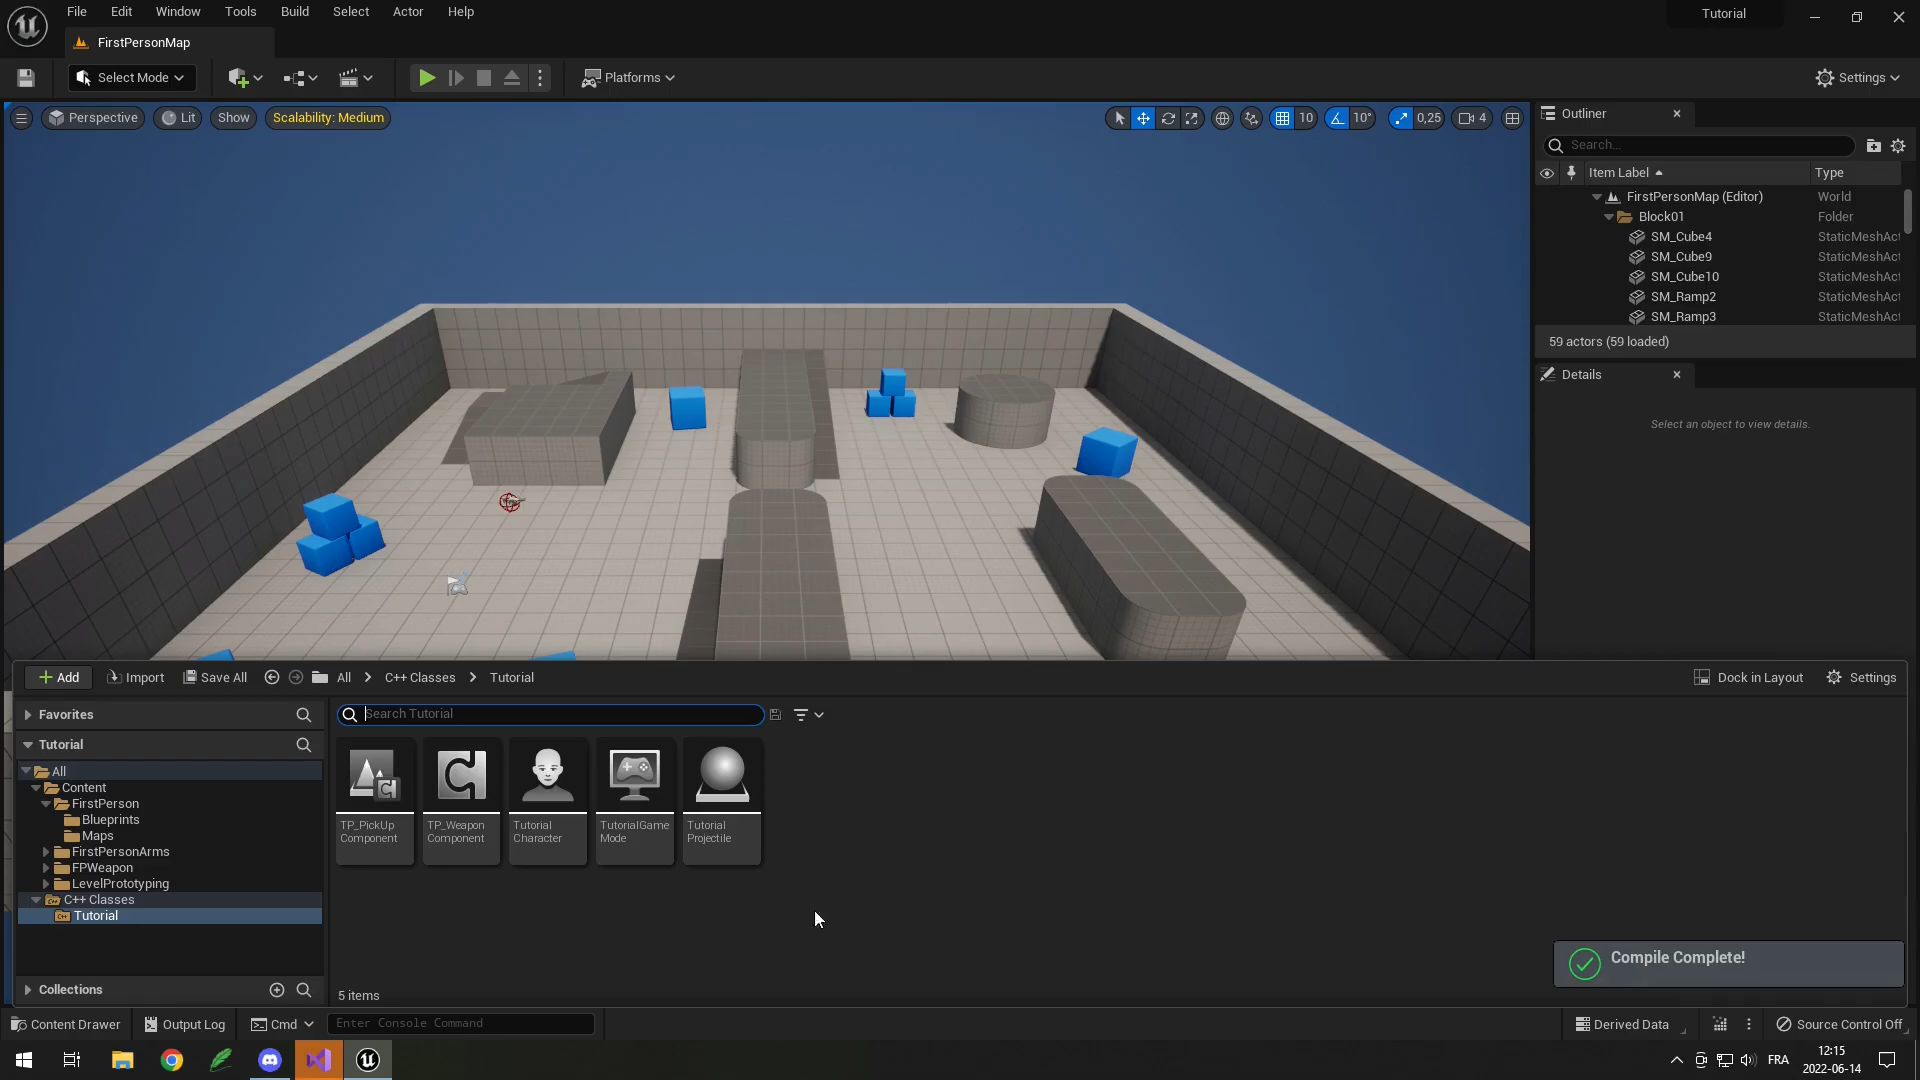 File Edit Window Tools Build Select Actor Help
Tutorial
FirstPersonMap
Select Mode
Platforms
Settings
Perspective Lit Show Scalability: Medium
10 10° 0,25 4
Outliner
Search...
Item Label Type
FirstPersonMap (Editor) World
Block01 Folder
SM_Cube4 StaticMeshAct
SM_Cube9 StaticMeshAct
SM_Cube10 StaticMeshAct
SM_Ramp2 StaticMeshAct
SM_Ramp3 StaticMeshAct
59 actors (59 loaded)
Details
Select an object to view details.
Add Import Save All All C++ Classes Tutorial
Dock in Layout Settings
Favorites
Tutorial
All
Content
FirstPerson
Blueprints
Maps
FirstPersonArms
FPWeapon
LevelPrototyping
C++ Classes
Tutorial
Collections
Search Tutorial
TP_PickUp
Component
TP_Weapon
Component
Tutorial
Character
TutorialGame
Mode
Tutorial
Projectile
5 items
Compile Complete!
Content Drawer Output Log Cmd Enter Console Command
Derived Data Source Control Off
FRA
12:15
2022-06-14